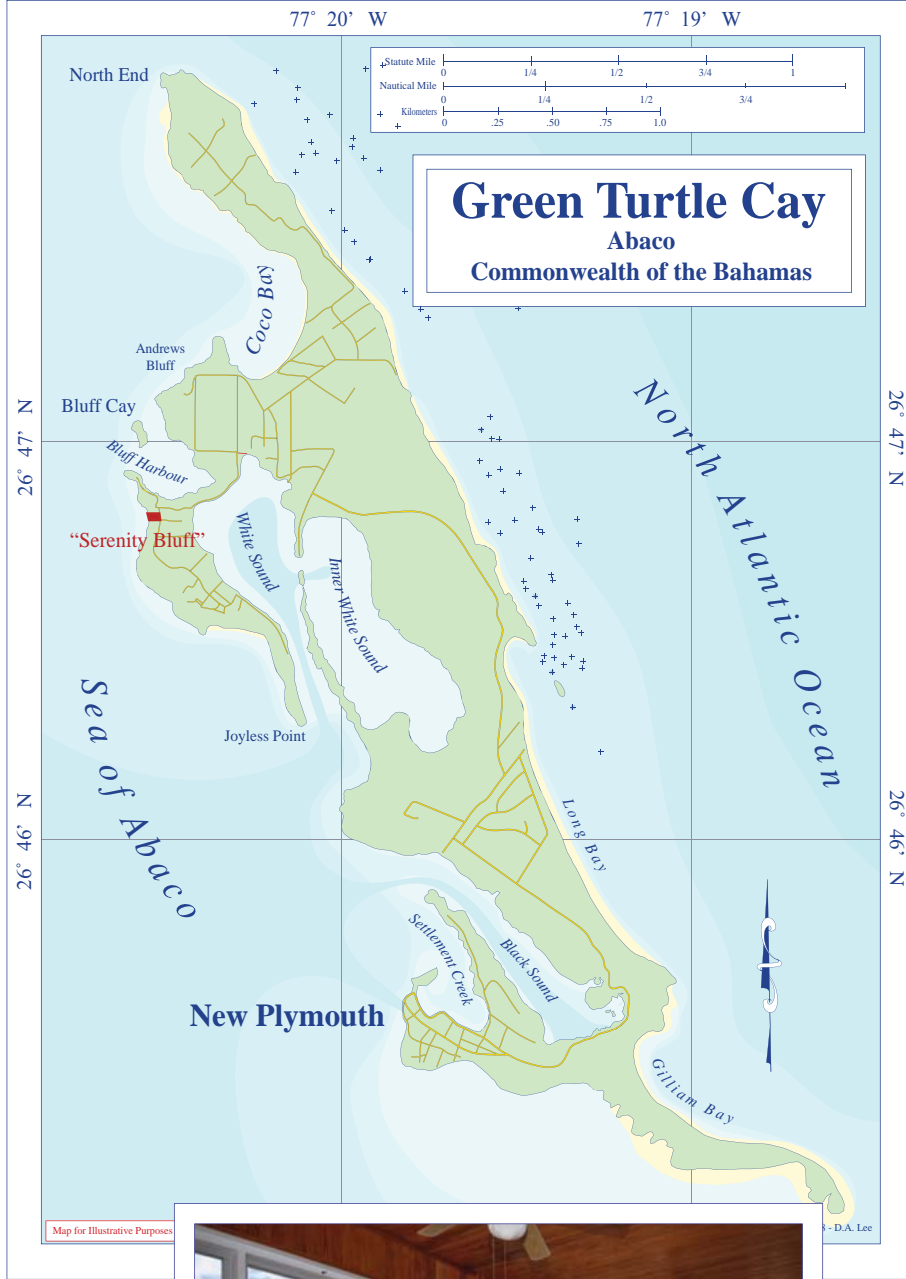 77° 20' W
77° 19' W
North End
Statute Mile
0 1/4 1/2 3/4 1
Nautical Mile
0 1/4 1/2 3/4
Kilometers
0 .25 .50 .75 1.0
Green Turtle Cay
Abaco
Commonwealth of the Bahamas
Coco Bay
Andrews
Bluff
Bluff Cay
26° 47' N
26° 47' N
Bluff Harbour
North Atlantic Ocean
"Serenity Bluff"
White Sound
Inner White Sound
Sea of Abaco
Joyless Point
26° 46' N
26° 46' N
Long Bay
Settlement Creek
Black Sound
New Plymouth
Gilliam Bay
Map for Illustrative Purposes
- D.A. Lee